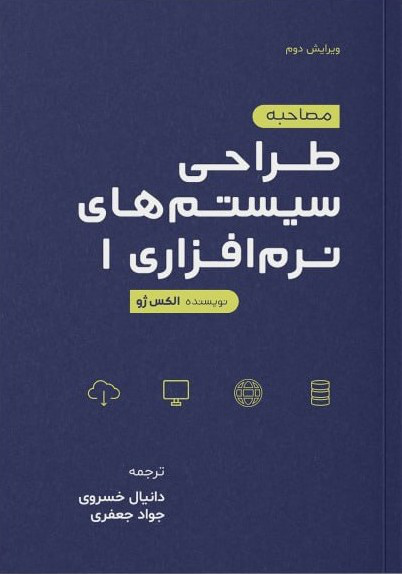 ویرایش دوم
مصاحبه
طراحی
سیستم‌های
نرم‌افزاری ۱
نویسنده الکس ژو
ترجمه
دانیال خسروی
جواد جعفری